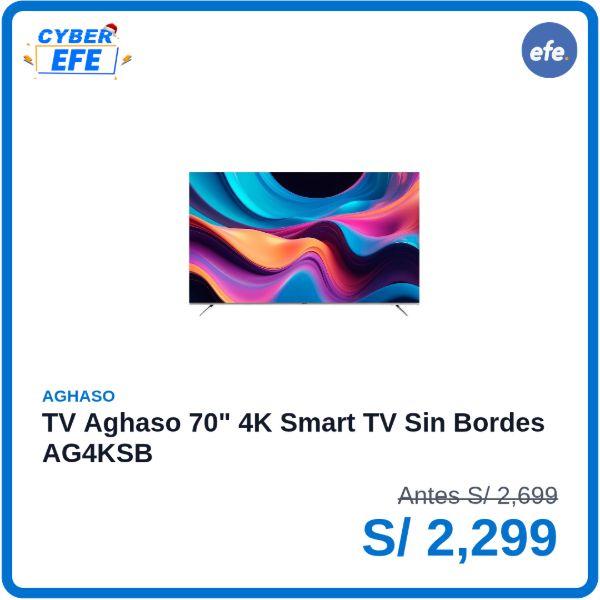 CYBER
EFE
efe.
AGHASO
TV Aghaso 70" 4K Smart TV Sin Bordes
AG4KSB
Antes S/ 2,699
S/ 2,299